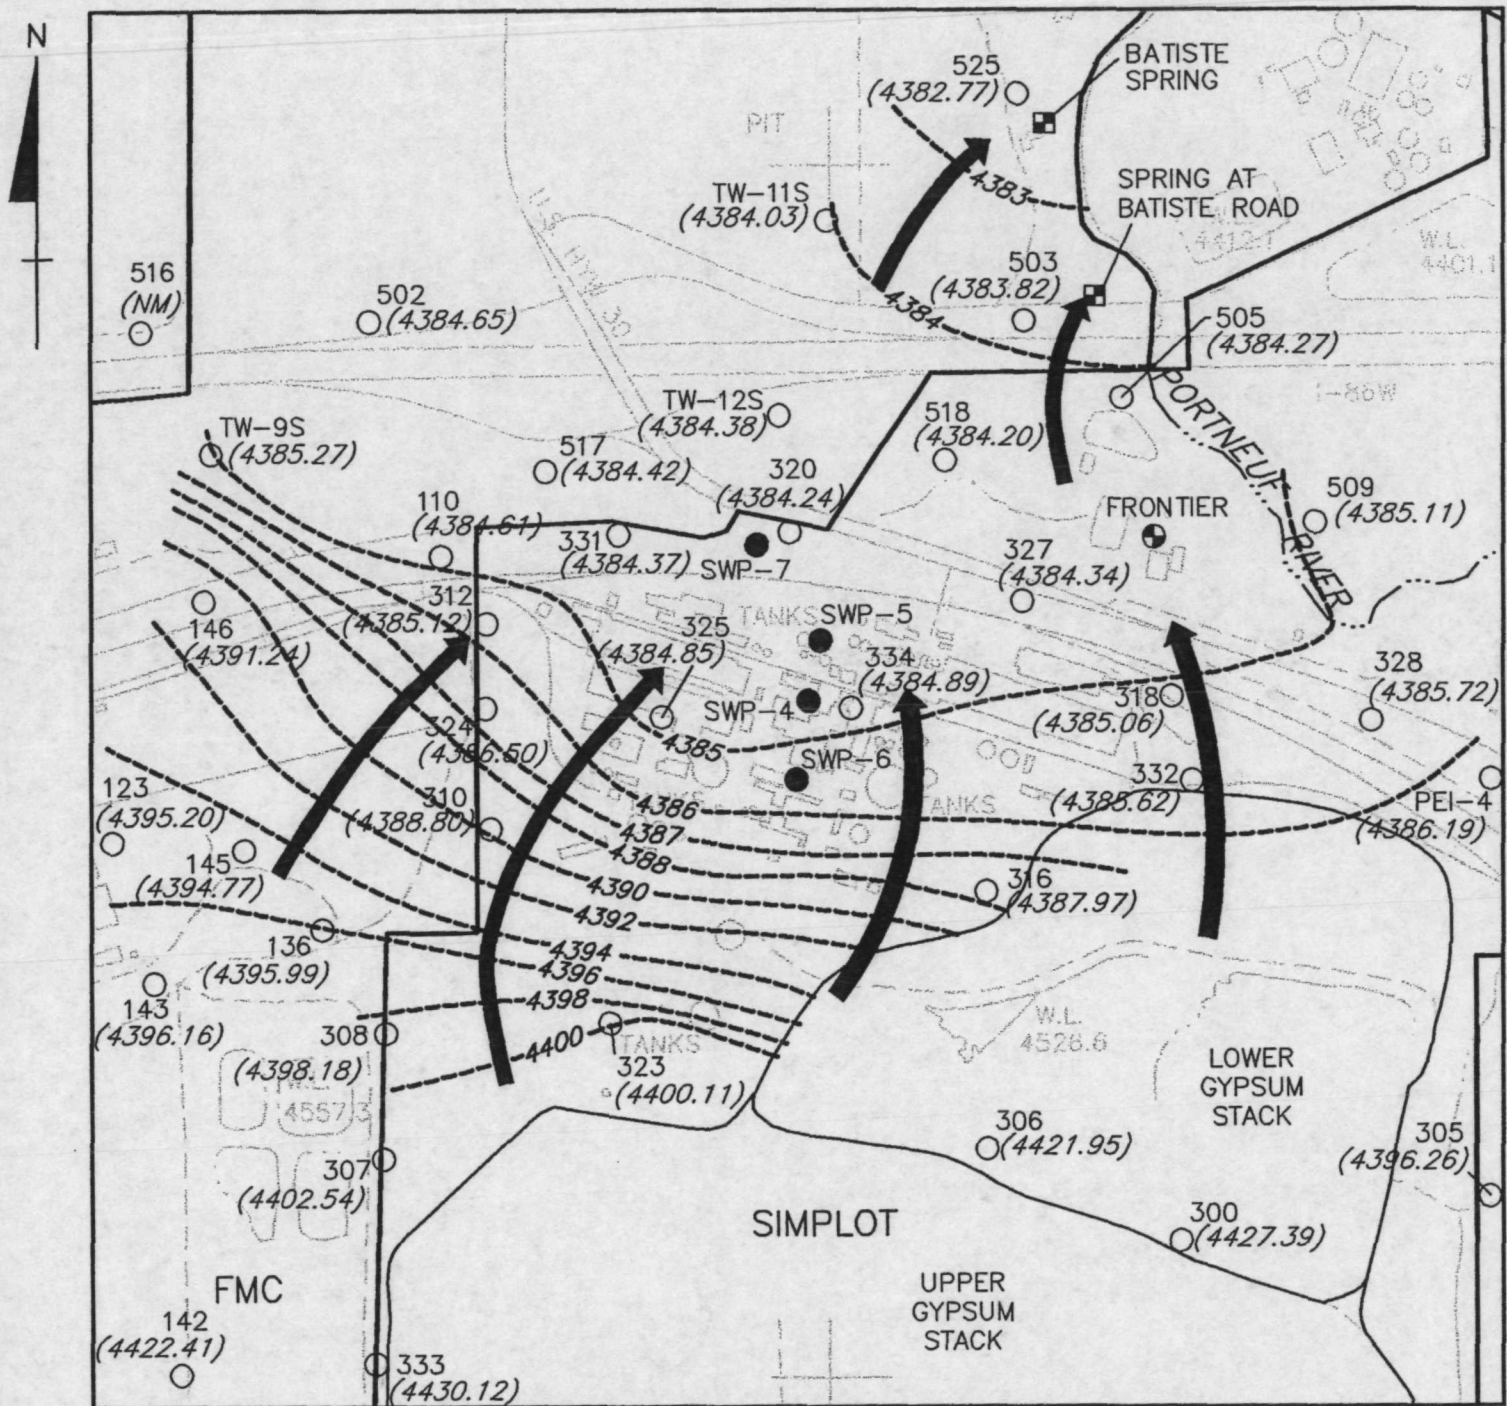 N
BATISTE
SPRING
525
(4382.77)
PIT
4383
SPRING AT
BATISTE ROAD
TW-11S
(4384.03)
4412.1
W.L.
4401.1
516
(NM)
502
(4384.65)
U.S. HYW. 30
503
(4383.82)
4384
505
(4384.27)
I-86W
TW-12S
(4384.38)
518
(4384.20)
PORTNEUF RIVER
TW-9S
(4385.27)
517
(4384.42)
320
(4384.24)
110
(4384.61)
331
(4384.37)
SWP-7
FRONTIER
509
(4385.11)
327
(4384.34)
312
(4385.12)
146
(4391.24)
TANKS
SWP-5
325
(4384.85)
334
(4384.89)
328
(4385.72)
324
(4386.50)
SWP-4
318
(4385.06)
4385
SWP-6
332
(4385.62)
123
(4395.20)
310
(4388.80)
4386
TANKS
PEI-4
(4386.19)
4387
4388
145
(4394.77)
4390
316
(4387.97)
4392
136
(4395.99)
4394
4396
143
(4396.16)
4398
308
(4398.18)
4400
TANKS
323
(4400.11)
W.L.
4526.6
LOWER
GYPSUM
STACK
W.L.
4557.3
306
(4421.95)
305
(4396.26)
307
(4402.54)
SIMPLOT
300
(4427.39)
FMC
UPPER
GYPSUM
STACK
142
(4422.41)
333
(4430.12)